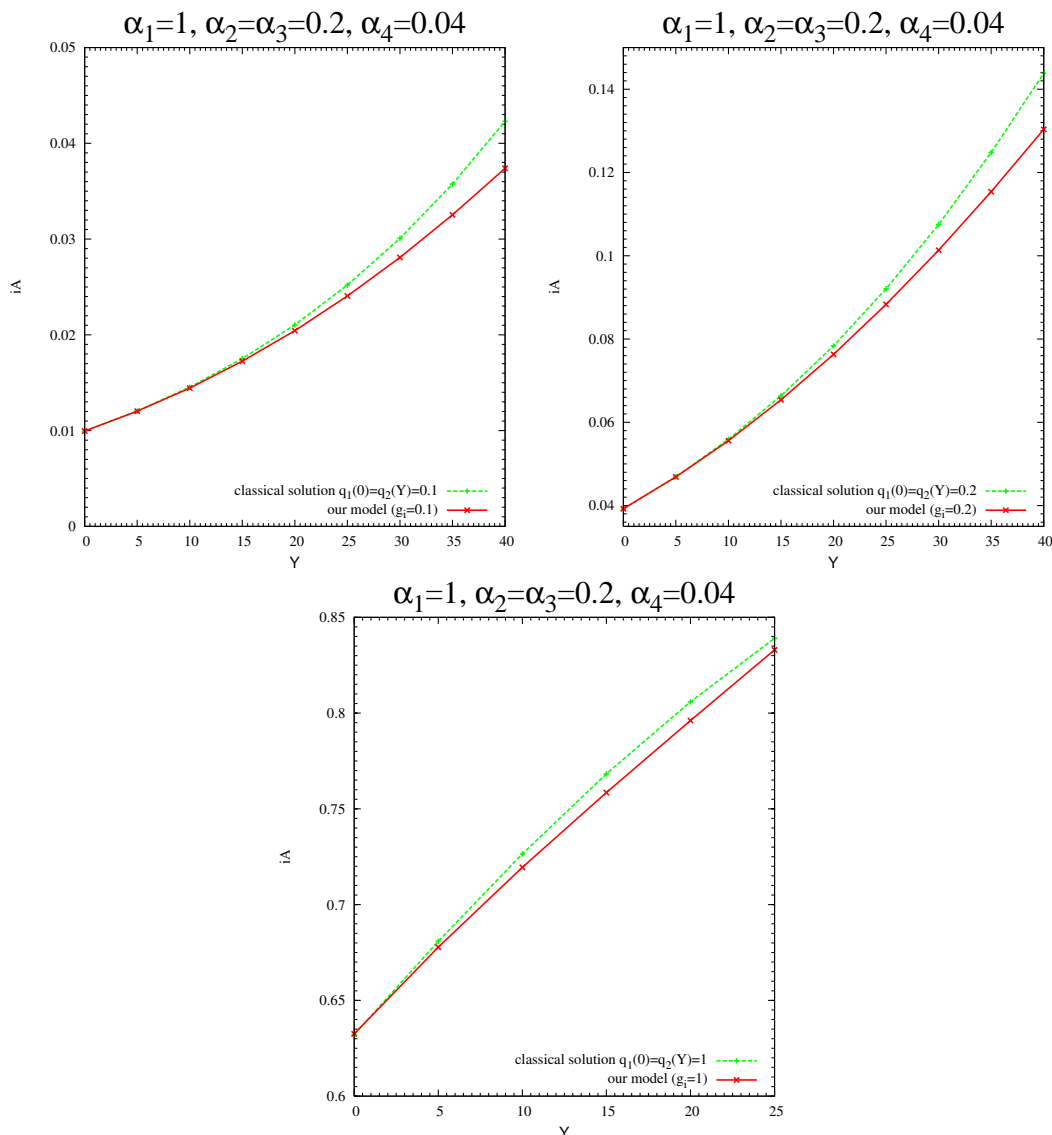 α₁=1, α₂=α₃=0.2, α₄=0.04
0.05
0.04
0.03
0.02
0.01
0
iA
classical solution q₁(0)=q₂(Y)=0.1
our model (gᵢ=0.1)
0 5 10 15 20 25 30 35 40
Y
α₁=1, α₂=α₃=0.2, α₄=0.04
0.14
0.12
0.1
0.08
0.06
0.04
iA
classical solution q₁(0)=q₂(Y)=0.2
our model (gᵢ=0.2)
0 5 10 15 20 25 30 35 40
Y
α₁=1, α₂=α₃=0.2, α₄=0.04
0.85
0.8
0.75
0.7
0.65
0.6
iA
classical solution q₁(0)=q₂(Y)=1
our model (gᵢ=1)
0 5 10 15 20 25
Y